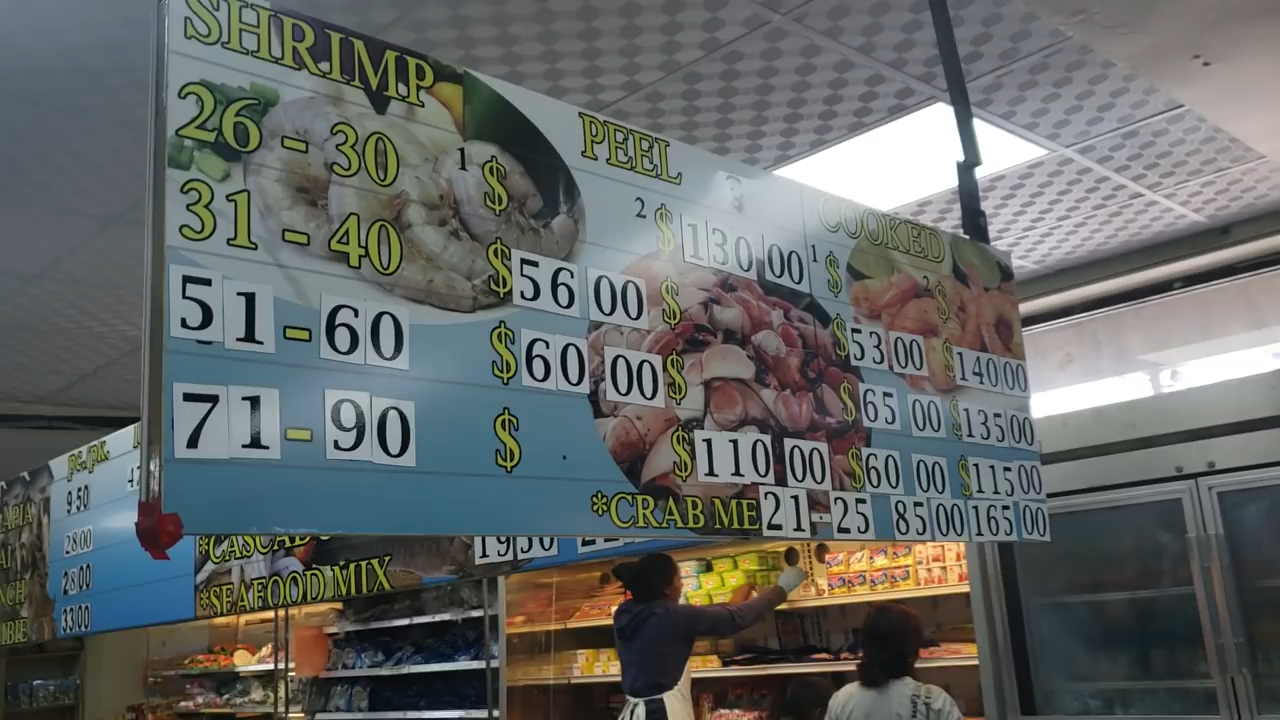 SHRIMP PEEL COOKED
26 - 30 1 $ 2 $ 130 00 1 $ 2 $
31 - 40 $ 56 00 $ $ 53 00 $ 140 00
51 - 60 $ 60 00 $ $ 65 00 $ 135 00
71 - 90 $ $ 110 00 $ 60 00 $ 115 00
*CRAB ME 21 - 25 85 00 165 00
pc./pk.
9 50
28 00
28 00
33 00
*SEAFOOD MIX
19 50